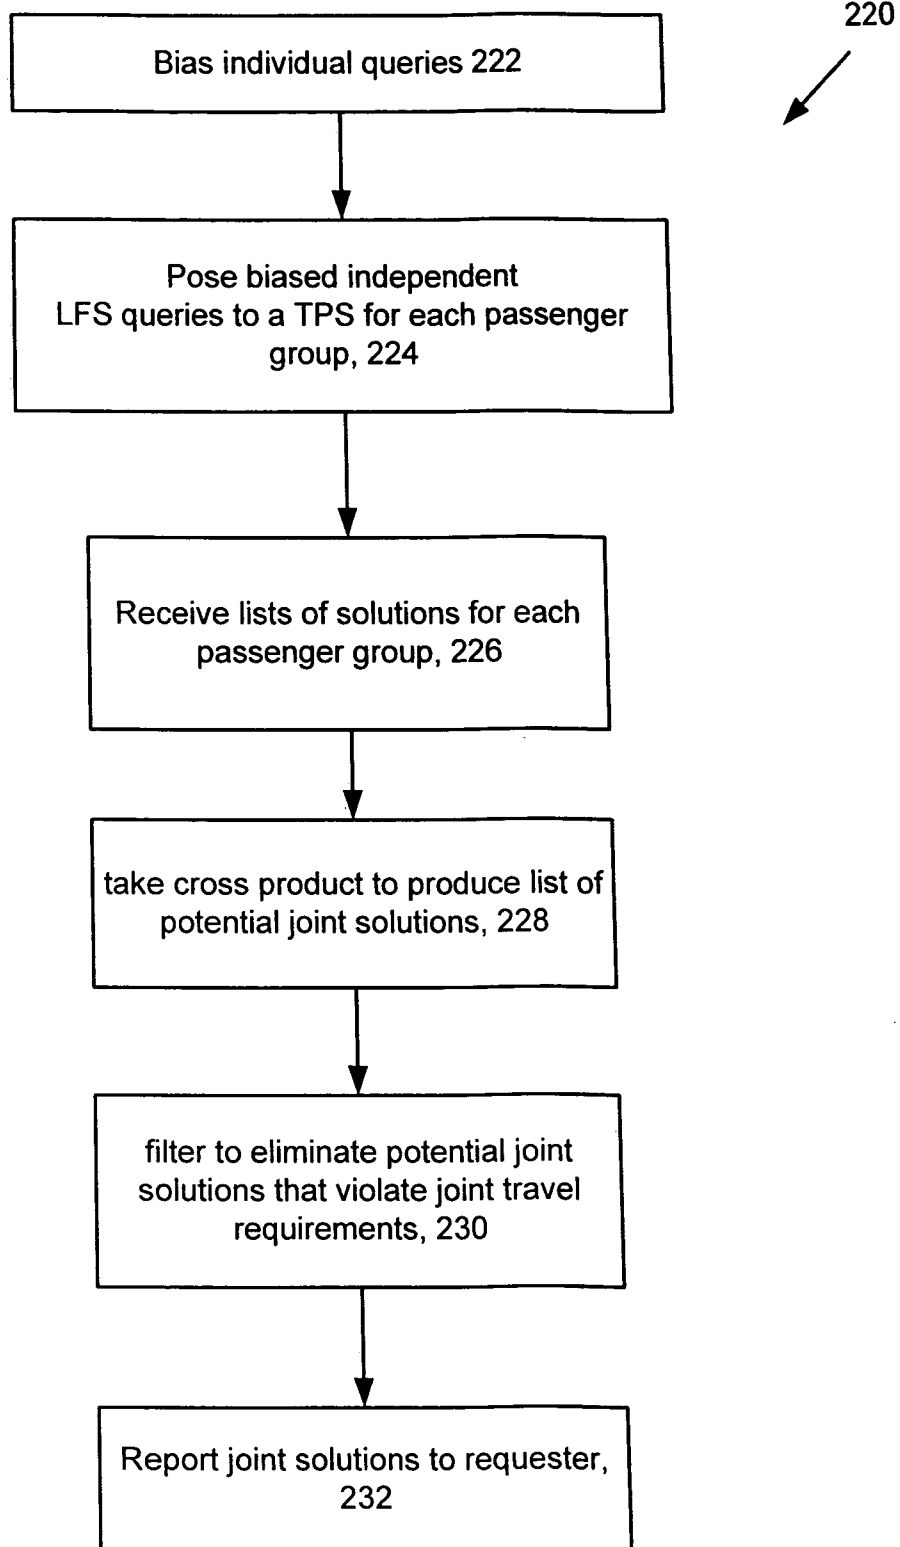 220
Bias individual queries 222
Pose biased independent
LFS queries to a TPS for each passenger
group, 224
Receive lists of solutions for each
passenger group, 226
take cross product to produce list of
potential joint solutions, 228
filter to eliminate potential joint
solutions that violate joint travel
requirements, 230
Report joint solutions to requester,
232